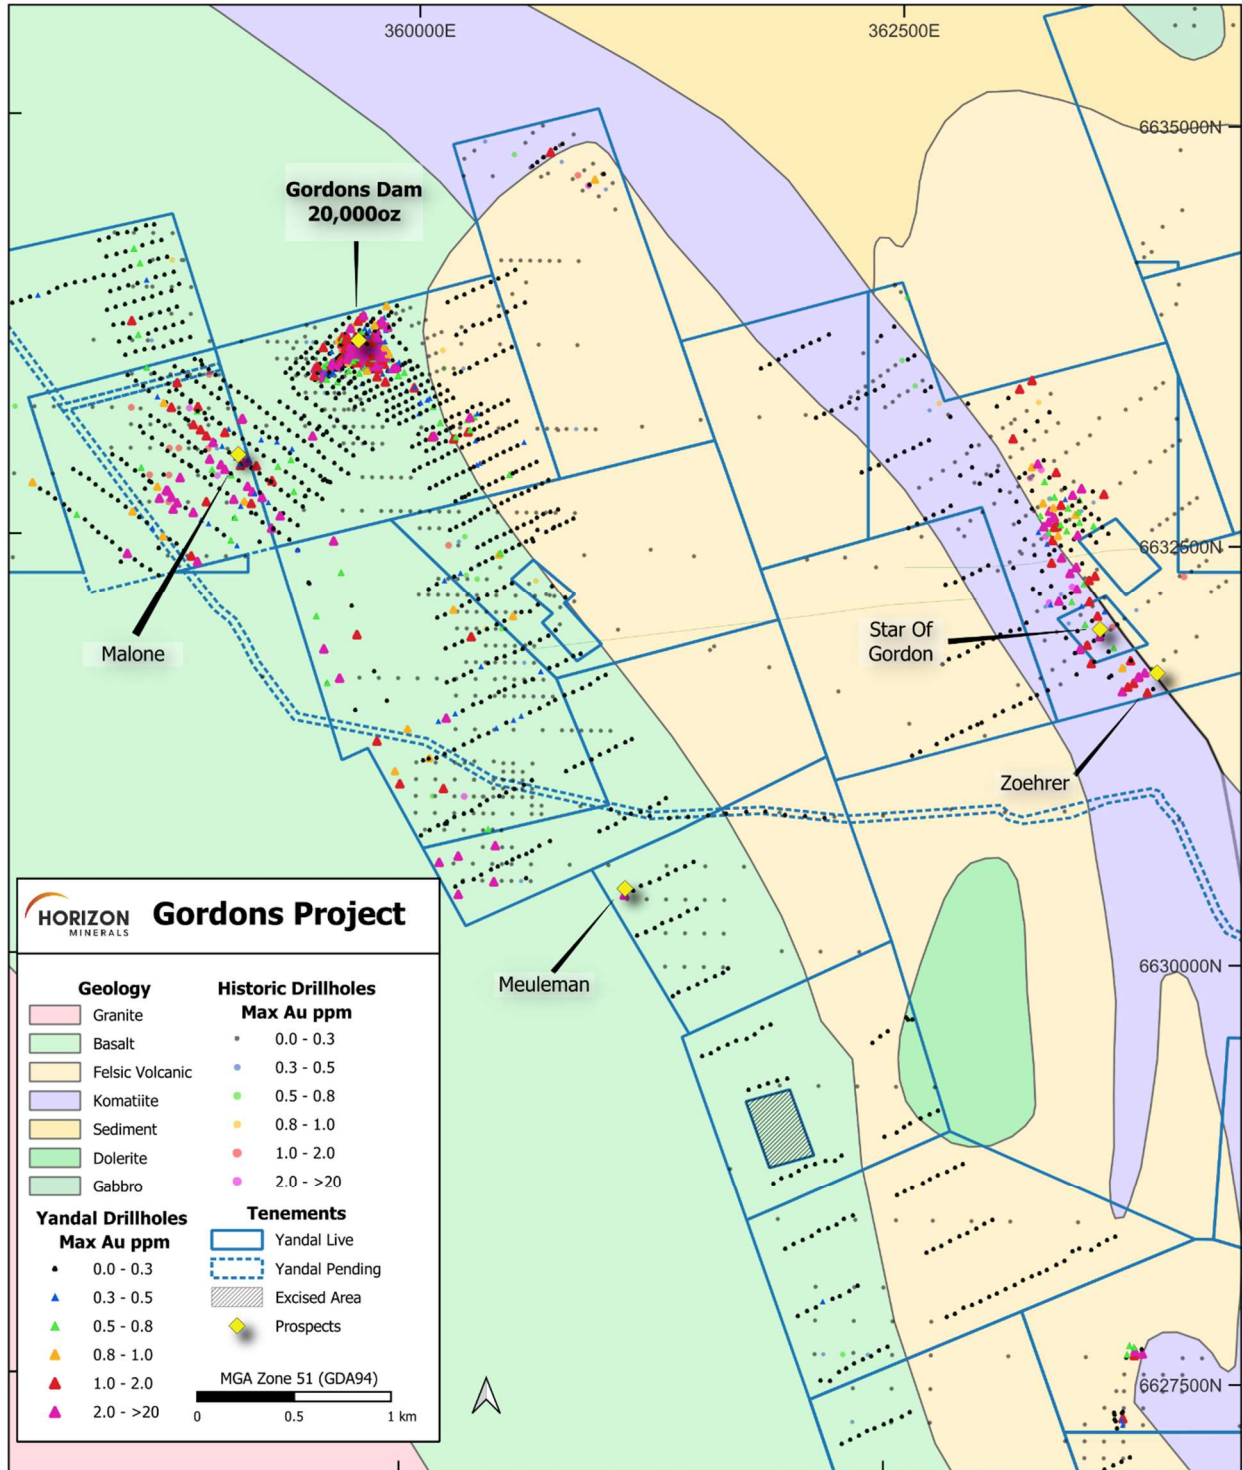 360000E
362500E
6635000N
Gordons Dam
20,000oz
6632500N
Malone
Star Of
Gordon
Zoehrer
6630000N
Meuleman
6627500N
HORIZON
MINERALS
Gordons Project
Geology
Granite
Basalt
Felsic Volcanic
Komatiite
Sediment
Dolerite
Gabbro
Historic Drillholes
Max Au ppm
0.0 - 0.3
0.3 - 0.5
0.5 - 0.8
0.8 - 1.0
1.0 - 2.0
2.0 - >20
Yandal Drillholes
Max Au ppm
0.0 - 0.3
0.3 - 0.5
0.5 - 0.8
0.8 - 1.0
1.0 - 2.0
2.0 - >20
Tenements
Yandal Live
Yandal Pending
Excised Area
Prospects
MGA Zone 51 (GDA94)
0 0.5 1 km